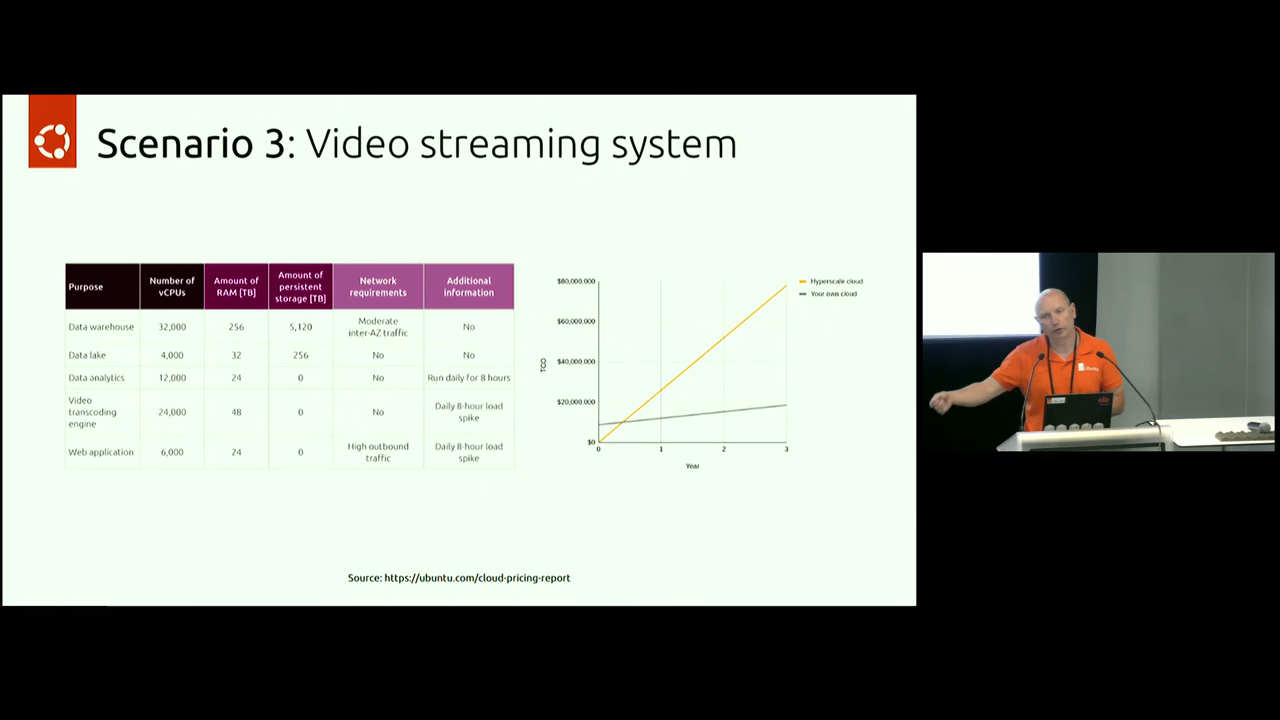 Scenario 3: Video streaming system
Purpose
Number of
vCPUs
Amount of
RAM [TB]
Amount of
persistent
storage [TB]
Network
requirements
Additional
information
Data warehouse
32,000
256
5,120
Moderate
inter-AZ traffic
No
Data lake
4,000
32
256
No
No
Data analytics
12,000
24
0
No
Run daily for 8 hours
Video
transcoding
engine
24,000
48
0
No
Daily 8-hour load
spike
Web application
6,000
24
0
High outbound
traffic
Daily 8-hour load
spike
$80,000,000
$60,000,000
$40,000,000
$20,000,000
$0
TCO
0
1
2
3
Year
Hyperscale cloud
Your own cloud
Source: https://ubuntu.com/cloud-pricing-report
Ubuntu